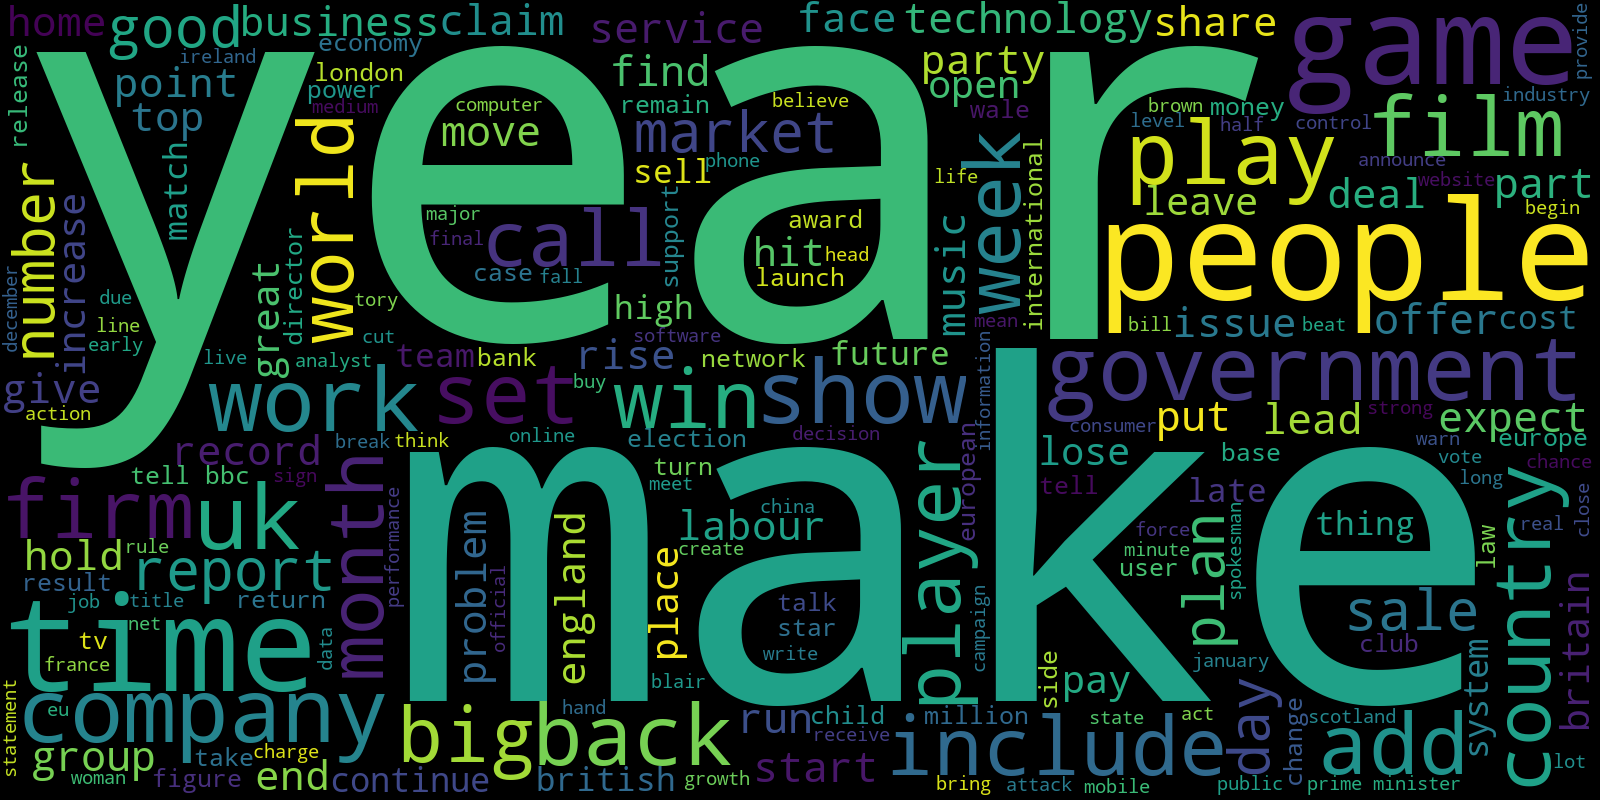 home
good
business
claim
service
face
technology
share
game
provide
release
ireland
economy
point
london
power
medium
top
find
remain
party
open
wale
brown
money
industry
computer
believe
move
market
level
half
control
film
year
world
match
number
increase
phone
sell
life
week
international
play
announce
website
part
leave
deal
begin
major
final
call
support
award
hit
head
launch
music
people
december
due
line
early
great
director
tory
case
fall
high
mean
bill
issue
beat
offer
cost
live
cut
analyst
team
bank
rise
software
network
future
government
give
action
work
set
buy
win
show
information
consumer
put
lead
strong
expect
record
break
think
online
election
decision
european
lose
base
warn
europe
tell bbc
sign
turn
meet
player
tell
late
vote
long
chance
firm
uk
month
performance
problem
official
england
labour
china
create
thing
country
real
close
law
hold
rule
report
result
force
minute
user
spokesman
plan
job
title
return
net
place
talk
star
write
make
campaign
sale
club
britain
time
tv
data
france
blair
side
pay
january
system
statement
eu
company
big
back
hand
run
child
receive
million
include
state
act
day
change
scotland
add
group
take
charge
woman
figure
end
continue
british
growth
start
bring
attack
mobile
public
prime minister
lot